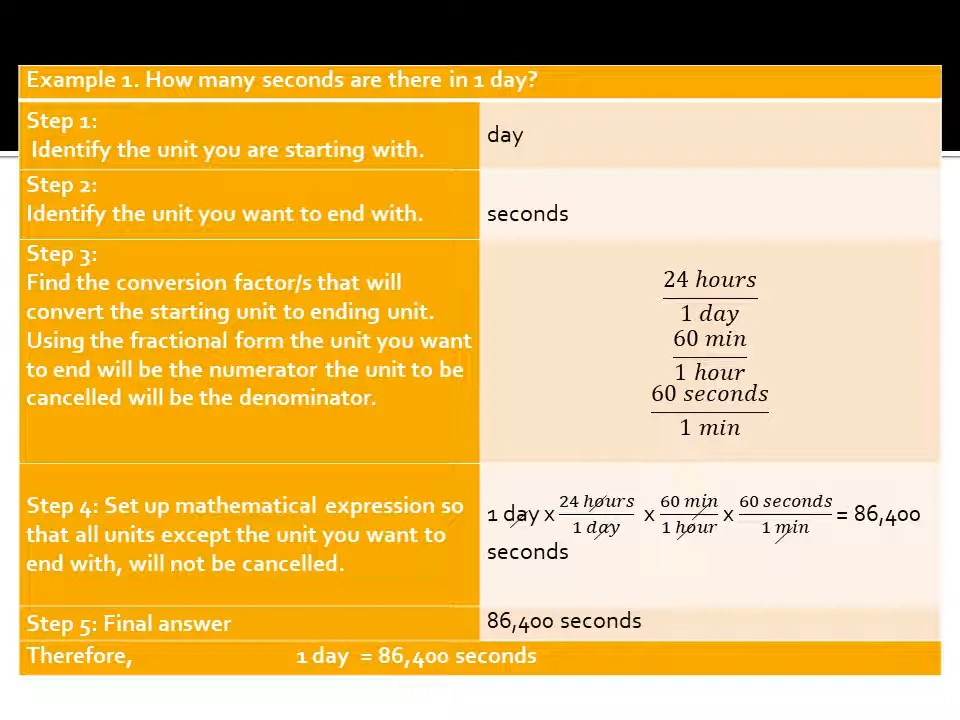 Example 1. How many seconds are there in 1 day?
Step 1:
Identify the unit you are starting with.
day
Step 2:
Identify the unit you want to end with.
seconds
Step 3:
Find the conversion factor/s that will
convert the starting unit to ending unit.
Using the fractional form the unit you want
to end will be the numerator the unit to be
cancelled will be the denominator.
24 hours
1 day
60 min
1 hour
60 seconds
1 min
Step 4: Set up mathematical expression so
that all units except the unit you want to
end with, will not be cancelled.
1 day x 24 hours/1 day x 60 min/1 hour x 60 seconds/1 min = 86,400
seconds
Step 5: Final answer
86,400 seconds
Therefore, 1 day = 86,400 seconds